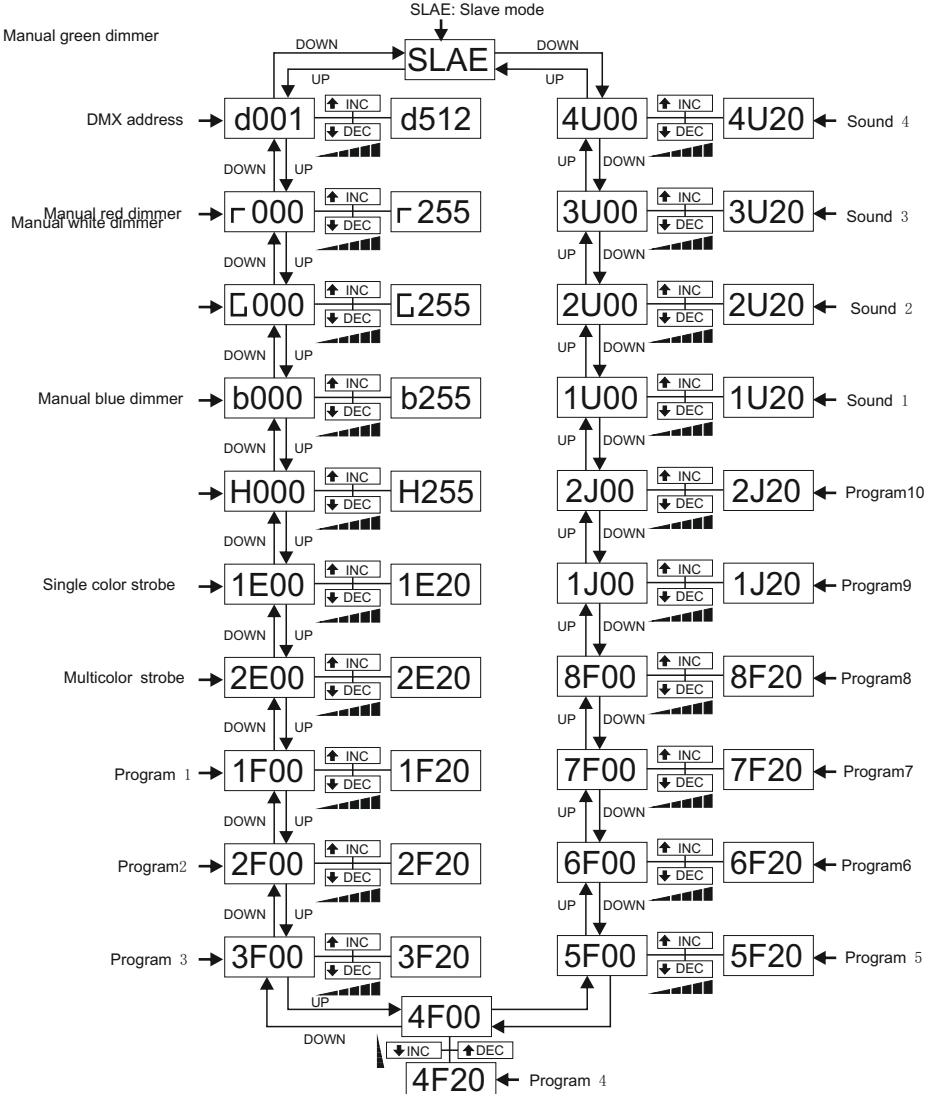 SLAE: Slave mode
Manual green dimmer
DOWN SLAE DOWN
UP UP
DMX address d001 INC DEC d512 4U00 INC DEC 4U20 Sound 4
DOWN UP UP DOWN
Manual red dimmer r000 INC DEC r255 3U00 INC DEC 3U20 Sound 3
Manual white dimmer
DOWN UP UP DOWN
G000 INC DEC G255 2U00 INC DEC 2U20 Sound 2
DOWN UP UP DOWN
Manual blue dimmer b000 INC DEC b255 1U00 INC DEC 1U20 Sound 1
DOWN UP UP DOWN
H000 INC DEC H255 2J00 INC DEC 2J20 Program10
DOWN UP UP DOWN
Single color strobe 1E00 INC DEC 1E20 1J00 INC DEC 1J20 Program9
DOWN UP UP DOWN
Multicolor strobe 2E00 INC DEC 2E20 8F00 INC DEC 8F20 Program8
DOWN UP UP DOWN
Program 1 1F00 INC DEC 1F20 7F00 INC DEC 7F20 Program7
DOWN UP UP DOWN
Program2 2F00 INC DEC 2F20 6F00 INC DEC 6F20 Program6
DOWN UP UP DOWN
Program 3 3F00 INC DEC 3F20 5F00 INC DEC 5F20 Program 5
UP 4F00
DOWN
INC DEC
4F20 Program 4